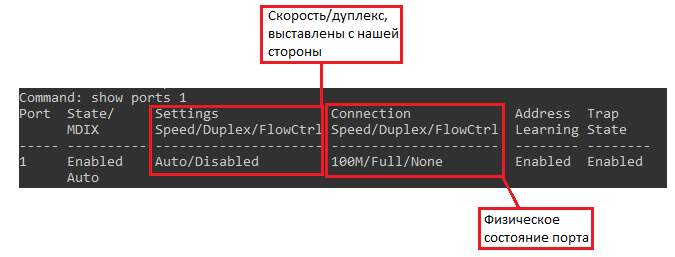 Скорость/дуплекс,
выставлены с нашей
стороны
Command: show ports 1
Port State/ Settings Connection Address Trap
MDIX Speed/Duplex/FlowCtrl Speed/Duplex/FlowCtrl Learning State
----- ---------- --------------------- --------------------- -------- --------
1 Enabled Auto/Disabled 100M/Full/None Enabled Enabled
Auto
Физическое
состояние порта